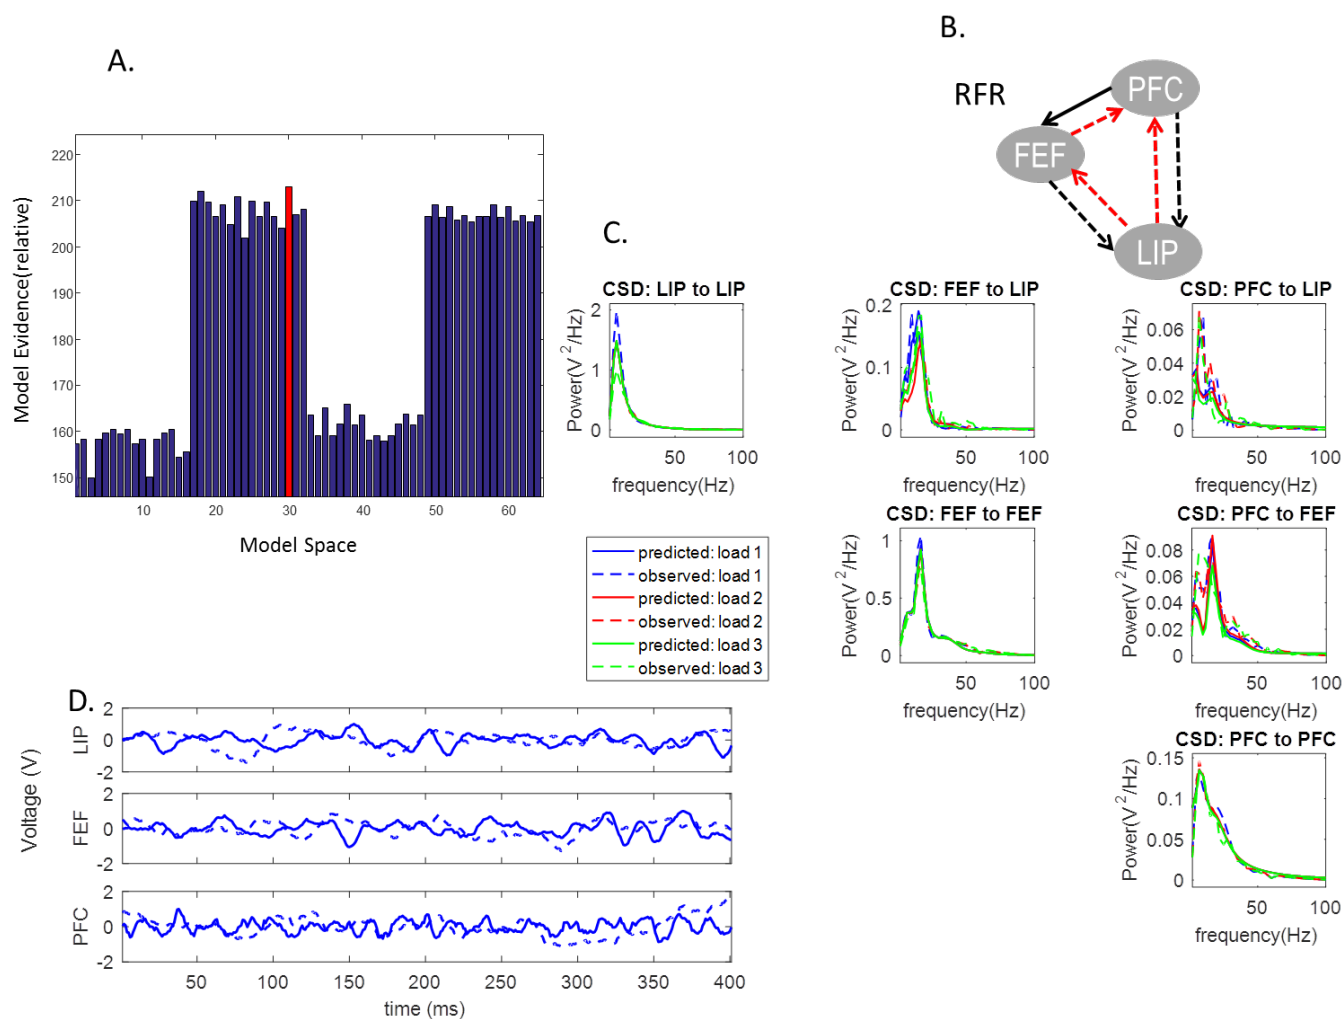 A.
B.
RFR
PFC
FEF
LIP
Model Evidence(relative)
220
210
200
190
180
170
160
150
10
20
30
40
50
60
Model Space
C.
CSD: LIP to LIP
Power(V 2/Hz)
2
1
0
50
100
frequency(Hz)
CSD: FEF to LIP
Power(V 2/Hz)
0.2
0.1
0
50
100
frequency(Hz)
CSD: PFC to LIP
Power(V 2/Hz)
0.06
0.04
0.02
0
50
100
frequency(Hz)
predicted: load 1
observed: load 1
predicted: load 2
observed: load 2
predicted: load 3
observed: load 3
CSD: FEF to FEF
Power(V 2/Hz)
1
0.5
0
50
100
frequency(Hz)
CSD: PFC to FEF
Power(V 2/Hz)
0.08
0.06
0.04
0.02
0
50
100
frequency(Hz)
CSD: PFC to PFC
Power(V 2/Hz)
0.15
0.1
0.05
0
50
100
frequency(Hz)
D.
Voltage (V)
LIP
2
0
-2
FEF
2
0
-2
PFC
2
0
-2
50
100
150
200
250
300
350
400
time (ms)